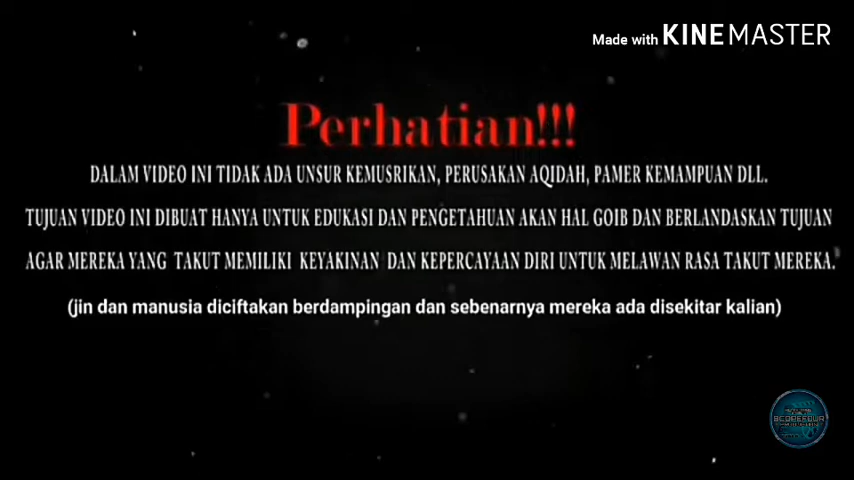 Made with KINEMASTER
Perhatian!!!
DALAM VIDEO INI TIDAK ADA UNSUR KEMUSRIKAN, PERUSAKAN AQIDAH, PAMER KEMAMPUAN DLL.
TUJUAN VIDEO INI DIBUAT HANYA UNTUK EDUKASI DAN PENGETAHUAN AKAN HAL GOIB DAN BERLANDASKAN TUJUAN
AGAR MEREKA YANG TAKUT MEMILIKI KEYAKINAN DAN KEPERCAYAAN DIRI UNTUK MELAWAN RASA TAKUT MEREKA.
(jin dan manusia diciftakan berdampingan dan sebenarnya mereka ada disekitar kalian)